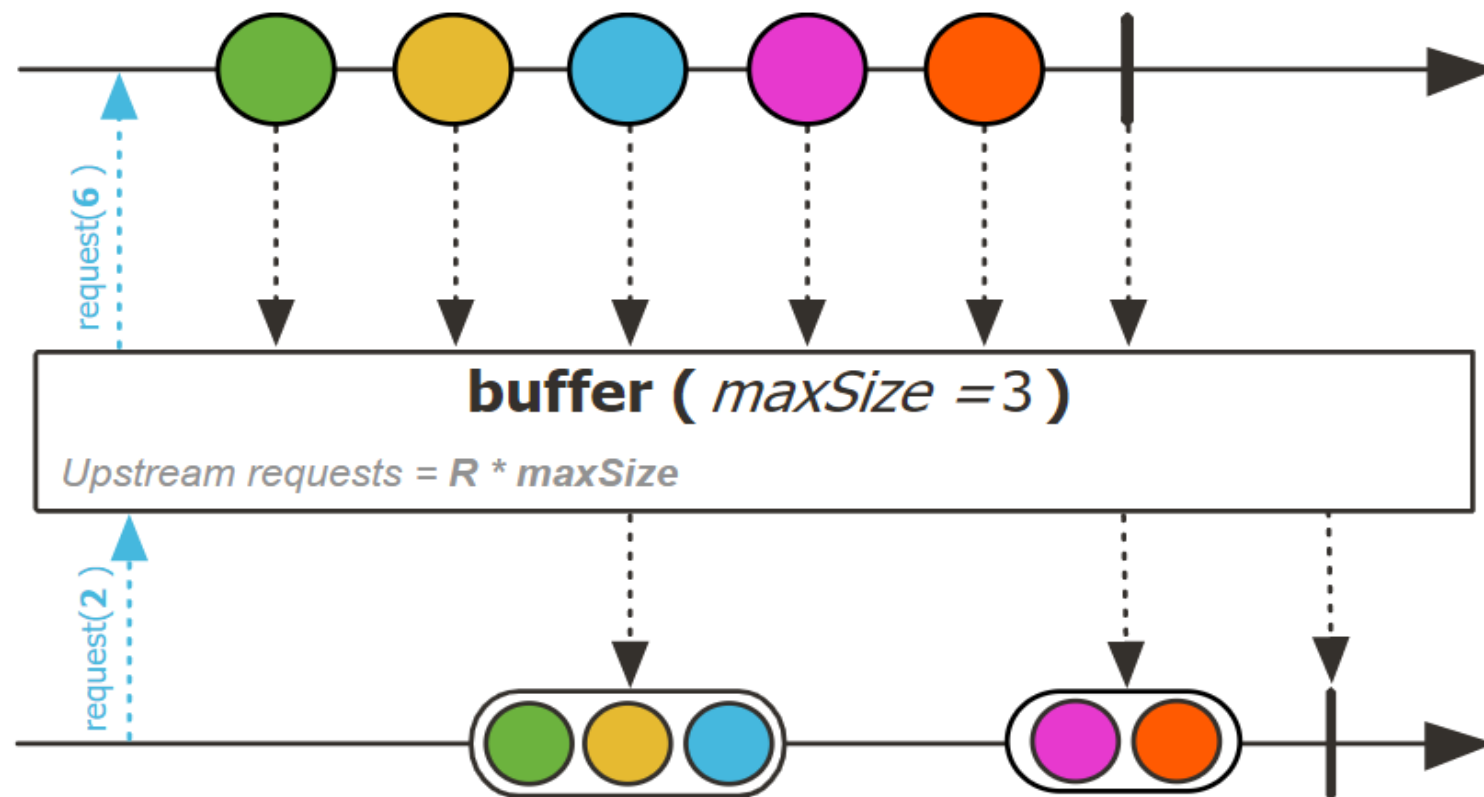 request(6)
buffer ( maxSize = 3 )
Upstream requests = R * maxSize
request(2)